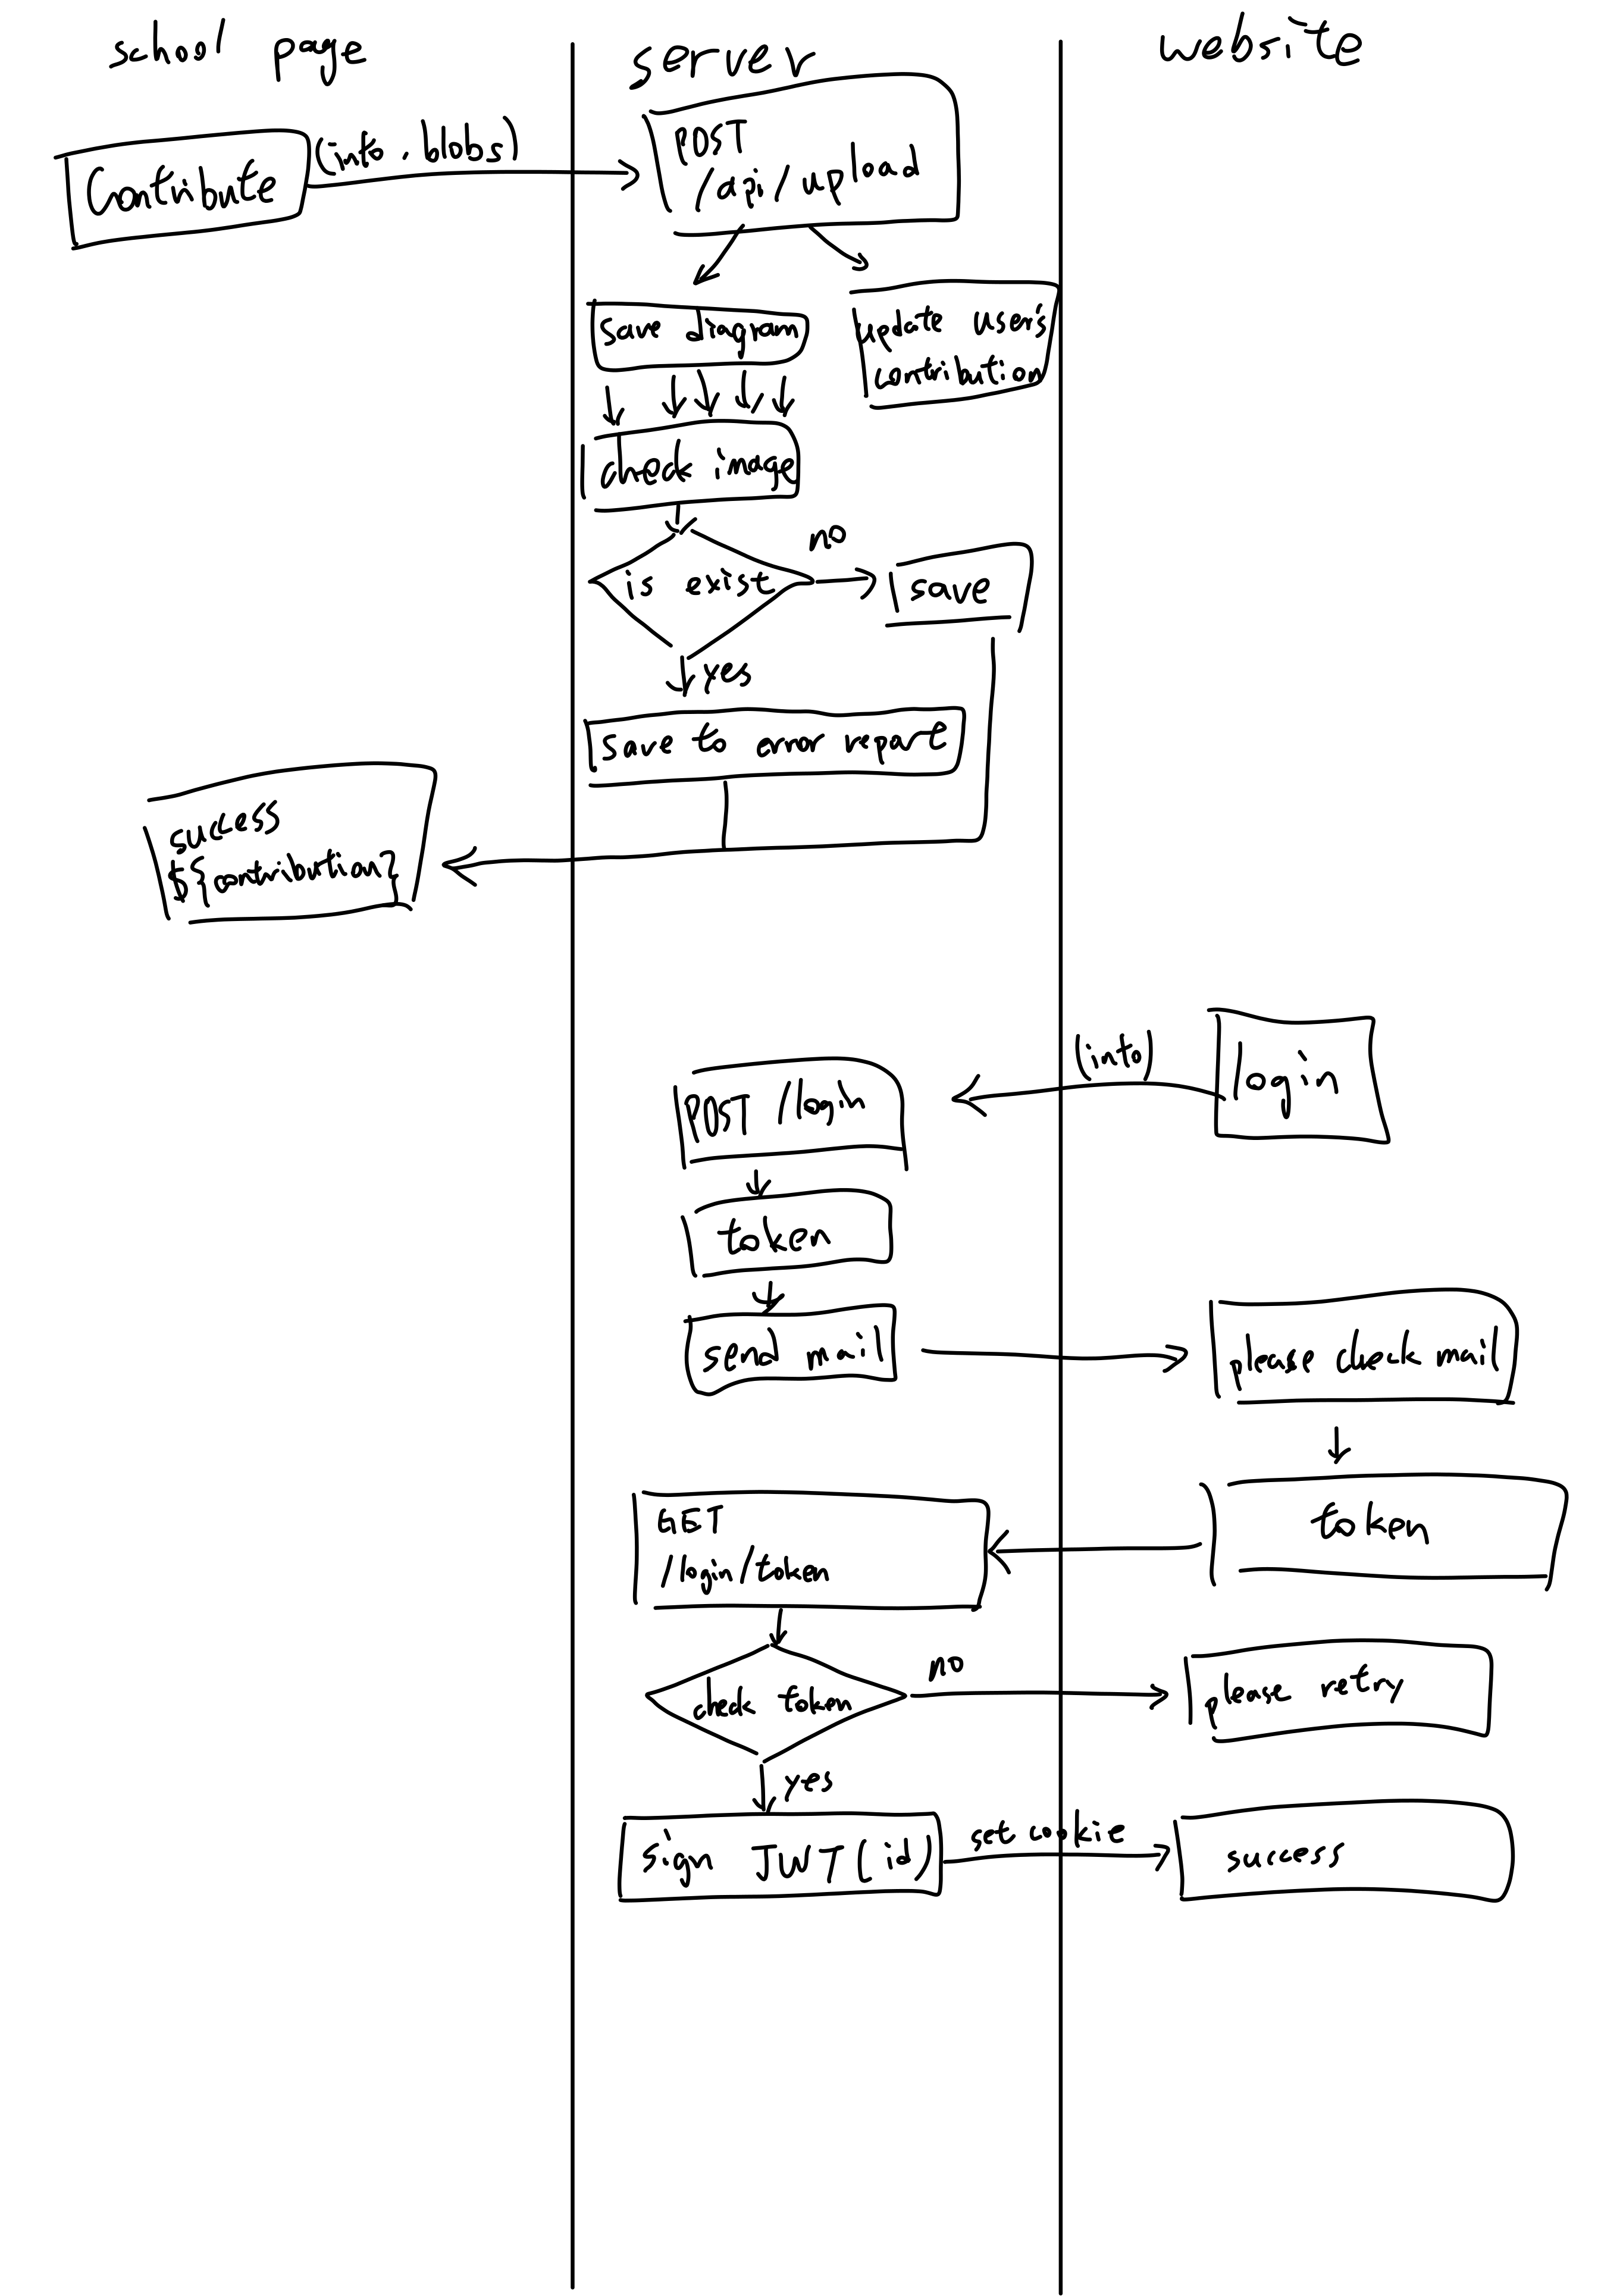 school page
server
website
Contribute
(info, blobs)
POST
/api/upload
save diagram
update user's
contribution
check image
is exist
no
save
yes
save to error report
success
${contribution}
login
(info)
POST /login
token
send mail
please check mail
token
GET
/login/token
check token
no
please retry
yes
sign JWT(id)
set cookie
success